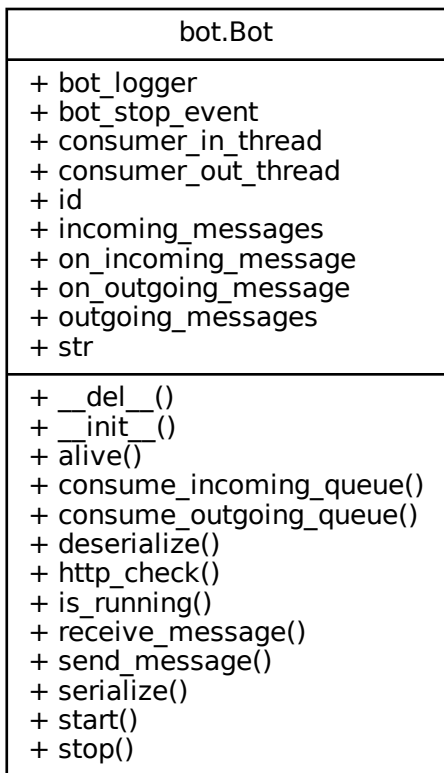 bot.Bot
+ bot_logger
+ bot_stop_event
+ consumer_in_thread
+ consumer_out_thread
+ id
+ incoming_messages
+ on_incoming_message
+ on_outgoing_message
+ outgoing_messages
+ str
+ __del__()
+ __init__()
+ alive()
+ consume_incoming_queue()
+ consume_outgoing_queue()
+ deserialize()
+ http_check()
+ is_running()
+ receive_message()
+ send_message()
+ serialize()
+ start()
+ stop()